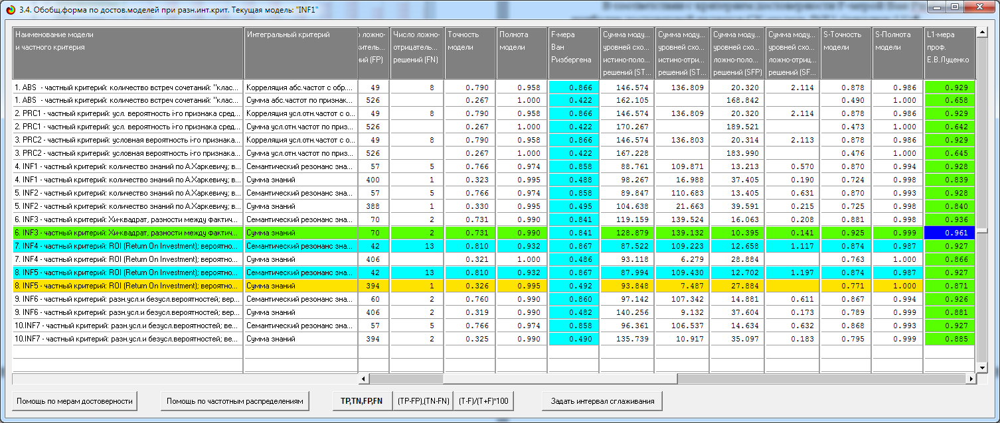 3.4. Обобщ.форма по достов.моделей при разн.инт.крит. Текущая модель: "INF1"
Наименование модели и частного критерия | Интегральный критерий | ложно- житель... ний (FP) | Число ложно- отрицатель... решений (FN) | Точность модели | Полнота модели | F-мера Ван Ризбергена | Сумма моду... уровней схо... истино-поло... решений (ST... | Сумма моду... уровней схо... истино-отри... решений (ST... | Сумма моду... уровней схо... ложно-поло... решений (SFP) | Сумма моду... уровней схо... ложно-отриц... решений (SF... | S-Точность модели | S-Полнота модели | L1-мера проф. Е.В.Луценко
1. ABS - частный критерий: количество встреч сочетаний: "клас... Корреляция абс.частот с обр.... 49 8 0.790 0.958 0.866 146.574 136.809 20.320 2.114 0.878 0.986 0.929
1. ABS - частный критерий: количество встреч сочетаний: "клас... Сумма абс.частот по признак... 526 0.267 1.000 0.422 162.105 168.842 0.490 1.000 0.658
2. PRC1 - частный критерий: усл. вероятность i-го признака сред... Корреляция усл.отн.частот с о... 49 8 0.790 0.958 0.866 146.574 136.809 20.320 2.114 0.878 0.986 0.929
2. PRC1 - частный критерий: усл. вероятность i-го признака сред... Сумма усл.отн.частот по приз... 526 0.267 1.000 0.422 170.267 189.521 0.473 1.000 0.642
3. PRC2 - частный критерий: условная вероятность i-го признака... Корреляция усл.отн.частот с о... 49 8 0.790 0.958 0.866 146.574 136.803 20.314 2.113 0.878 0.986 0.929
3. PRC2 - частный критерий: условная вероятность i-го признака... Сумма усл.отн.частот по приз... 526 0.267 1.000 0.422 167.228 183.990 0.476 1.000 0.645
4. INF1 - частный критерий: количество знаний по А.Харкевичу; в... Семантический резонанс зна... 57 5 0.766 0.974 0.858 88.761 109.871 13.213 0.570 0.870 0.994 0.928
4. INF1 - частный критерий: количество знаний по А.Харкевичу; в... Сумма знаний 400 1 0.323 0.995 0.488 98.267 16.988 37.405 0.190 0.724 0.998 0.839
5. INF2 - частный критерий: количество знаний по А.Харкевичу; в... Семантический резонанс зна... 57 5 0.766 0.974 0.858 89.847 110.683 13.405 0.631 0.870 0.993 0.928
5. INF2 - частный критерий: количество знаний по А.Харкевичу; в... Сумма знаний 388 1 0.330 0.995 0.495 104.638 21.663 39.591 0.215 0.725 0.998 0.840
6. INF3 - частный критерий: Хи-квадрат, разности между фактич... Семантический резонанс зна... 70 2 0.731 0.990 0.841 119.159 139.524 16.063 0.208 0.881 0.998 0.936
6. INF3 - частный критерий: Хи-квадрат, разности между фактич... Сумма знаний 70 2 0.731 0.990 0.841 128.879 139.132 10.395 0.141 0.925 0.999 0.961
7. INF4 - частный критерий: ROI (Return On Investment); вероятно... Семантический резонанс зна... 42 13 0.810 0.932 0.867 87.522 109.223 12.658 1.117 0.874 0.987 0.927
7. INF4 - частный критерий: ROI (Return On Investment); вероятно... Сумма знаний 406 0.321 1.000 0.486 93.118 6.279 28.884 0.763 1.000 0.866
8. INF5 - частный критерий: ROI (Return On Investment); вероятно... Семантический резонанс зна... 42 13 0.810 0.932 0.867 87.994 109.430 12.702 1.197 0.874 0.987 0.927
8. INF5 - частный критерий: ROI (Return On Investment); вероятно... Сумма знаний 394 1 0.326 0.995 0.492 93.848 7.487 27.884 0.771 1.000 0.871
9. INF6 - частный критерий: разн.усл.и безусл.вероятностей; вер... Семантический резонанс зна... 60 2 0.760 0.990 0.860 97.142 107.342 14.881 0.611 0.867 0.994 0.926
9. INF6 - частный критерий: разн.усл.и безусл.вероятностей; вер... Сумма знаний 406 2 0.319 0.990 0.482 140.256 9.132 37.604 0.173 0.789 0.999 0.881
10.INF7 - частный критерий: разн.усл.и безусл.вероятностей; ве... Семантический резонанс зна... 57 5 0.766 0.974 0.858 96.361 106.537 14.634 0.632 0.868 0.993 0.927
10.INF7 - частный критерий: разн.усл.и безусл.вероятностей; ве... Сумма знаний 394 2 0.325 0.990 0.490 135.739 10.917 35.097 0.183 0.795 0.999 0.885
Помощь по мерам достоверности Помощь по частотным распределениям TP,TN,FP,FN (TP-FP),(TN-FN) (T-F)/(T+F)*100 Задать интервал сглаживания